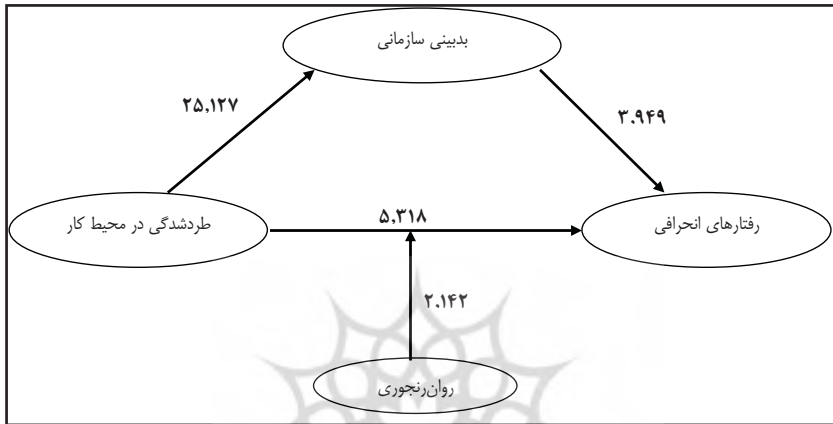 بدبینی سازمانی
۲۵,۱۲۷
۳.۹۴۹
طردشدگی در محیط کار
۵,۳۱۸
رفتارهای انحرافی
۲.۱۴۲
روان‌رنجوری